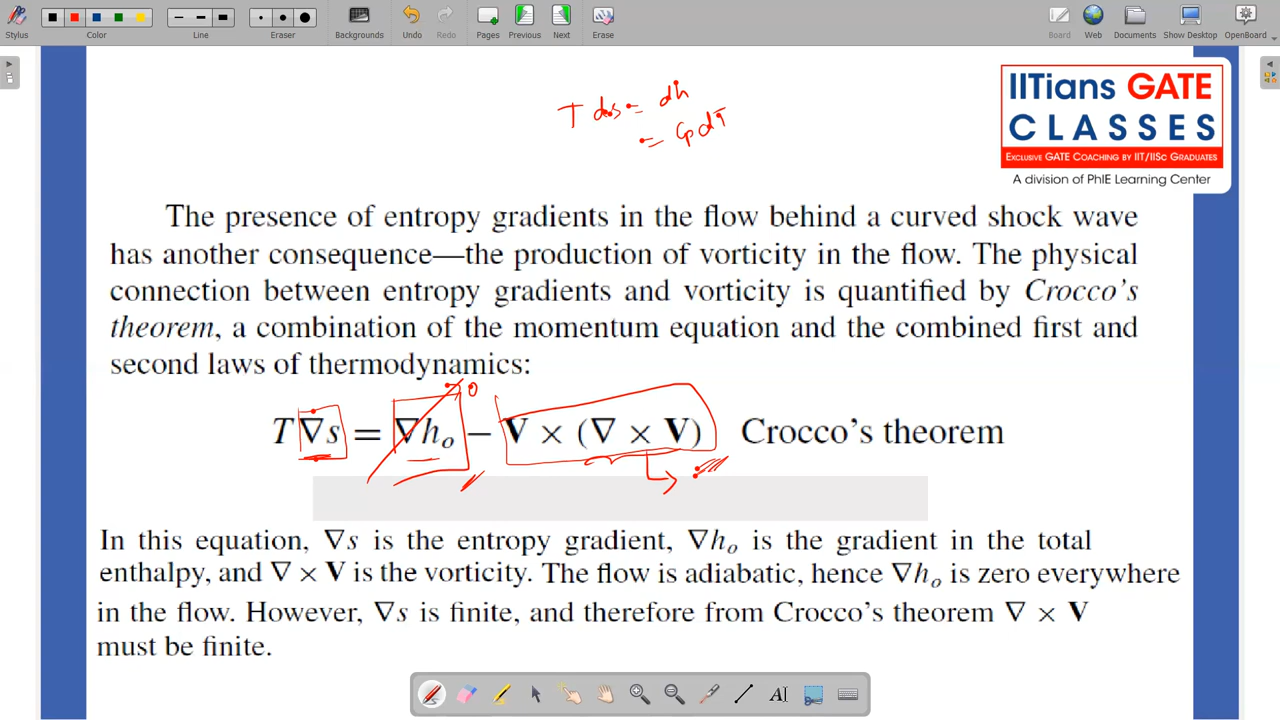 Stylus
Color
Line
Eraser
Backgrounds
Undo
Redo
Pages
Previous
Next
Erase
Board
Web
Documents
Show Desktop
OpenBoard
T ds = dh
= Cp dT
IITians GATE
CLASSES
EXCLUSIVE GATE COACHING BY IIT/IISc GRADUATES
A division of PhIE Learning Center
The presence of entropy gradients in the flow behind a curved shock wave
has another consequence—the production of vorticity in the flow. The physical
connection between entropy gradients and vorticity is quantified by Crocco's
theorem, a combination of the momentum equation and the combined first and
second laws of thermodynamics:
0
T∇s = ∇hₒ − V × (∇ × V) Crocco's theorem
In this equation, ∇s is the entropy gradient, ∇hₒ is the gradient in the total
enthalpy, and ∇ × V is the vorticity. The flow is adiabatic, hence ∇hₒ is zero everywhere
in the flow. However, ∇s is finite, and therefore from Crocco's theorem ∇ × V
must be finite.